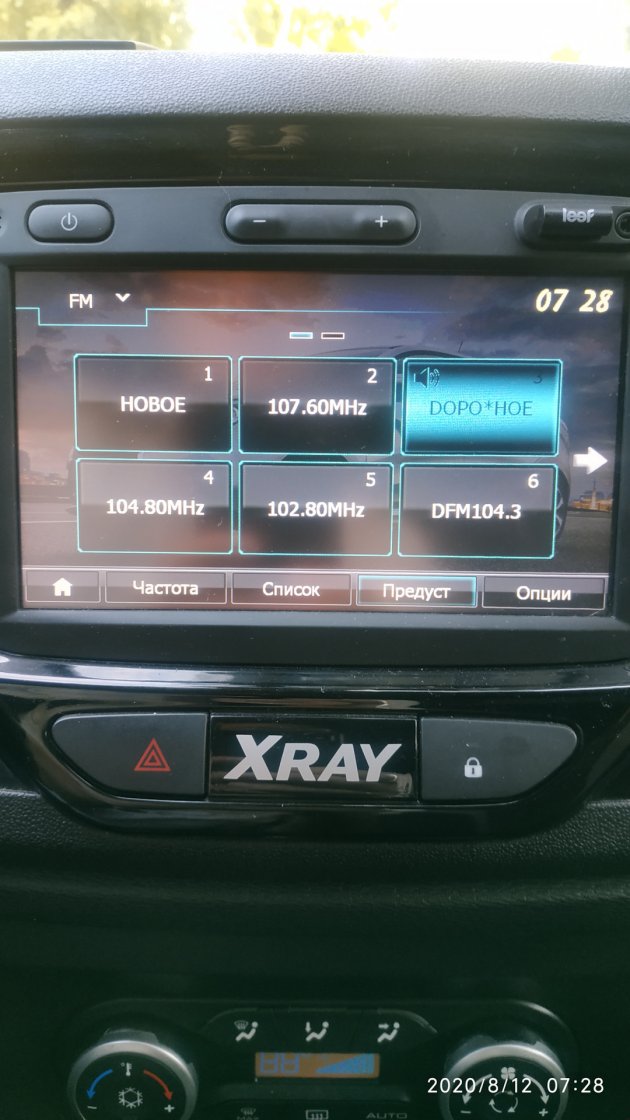 leef
FM
07 28
1
НОВОЕ
2
107.60MHz
3
DOPO*HOE
4
104.80MHz
5
102.80MHz
6
DFM104.3
Частота
Список
Предуст
Опции
XRAY
AUTO
2020/8/12 07:28